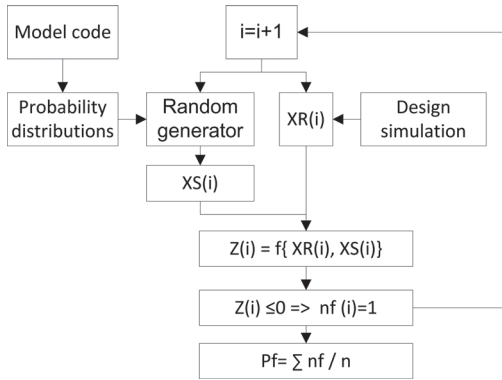 Model code
i=i+1
Probability
distributions
Random
generator
XR(i)
Design
simulation
XS(i)
Z(i) = f{ XR(i), XS(i)}
Z(i) ≤0 => nf (i)=1
Pf= ∑ nf / n